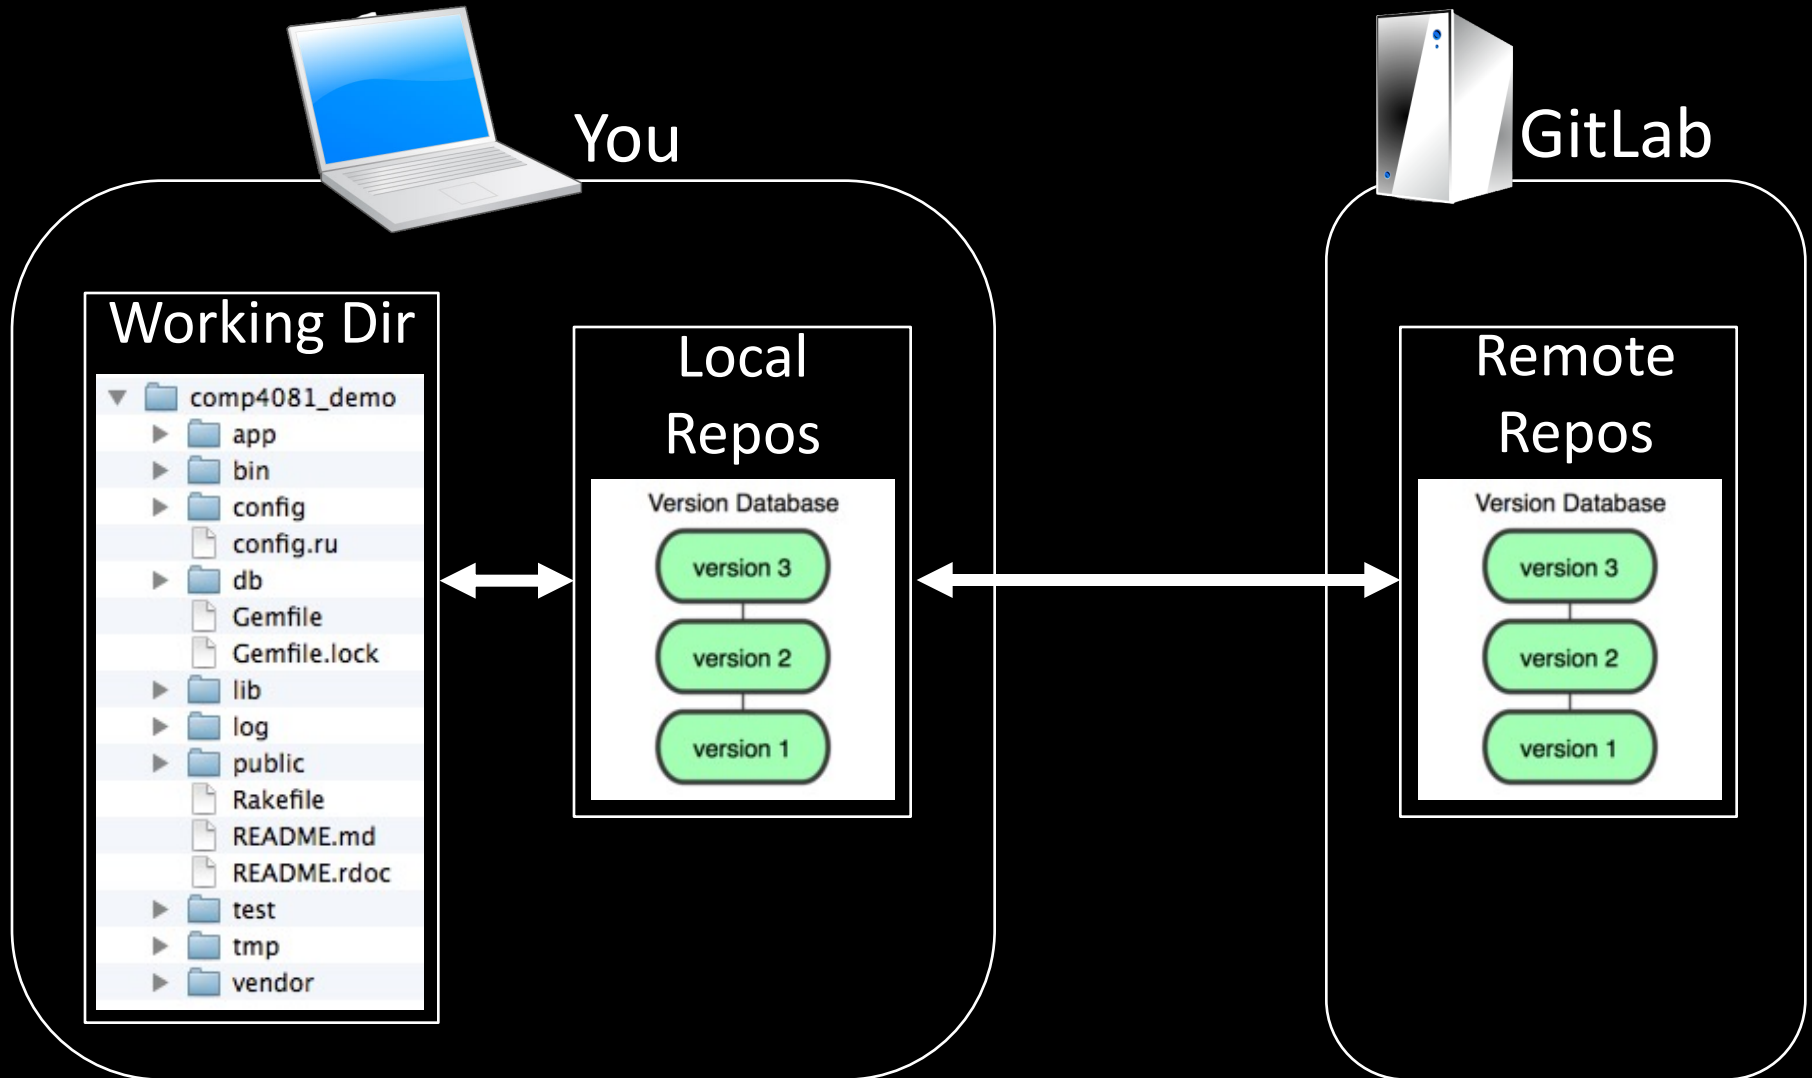 You
GitLab
Working Dir
comp4081_demo
app
bin
config
config.ru
db
Gemfile
Gemfile.lock
lib
log
public
Rakefile
README.md
README.rdoc
test
tmp
vendor
Local
Repos
Version Database
version 3
version 2
version 1
Remote
Repos
Version Database
version 3
version 2
version 1